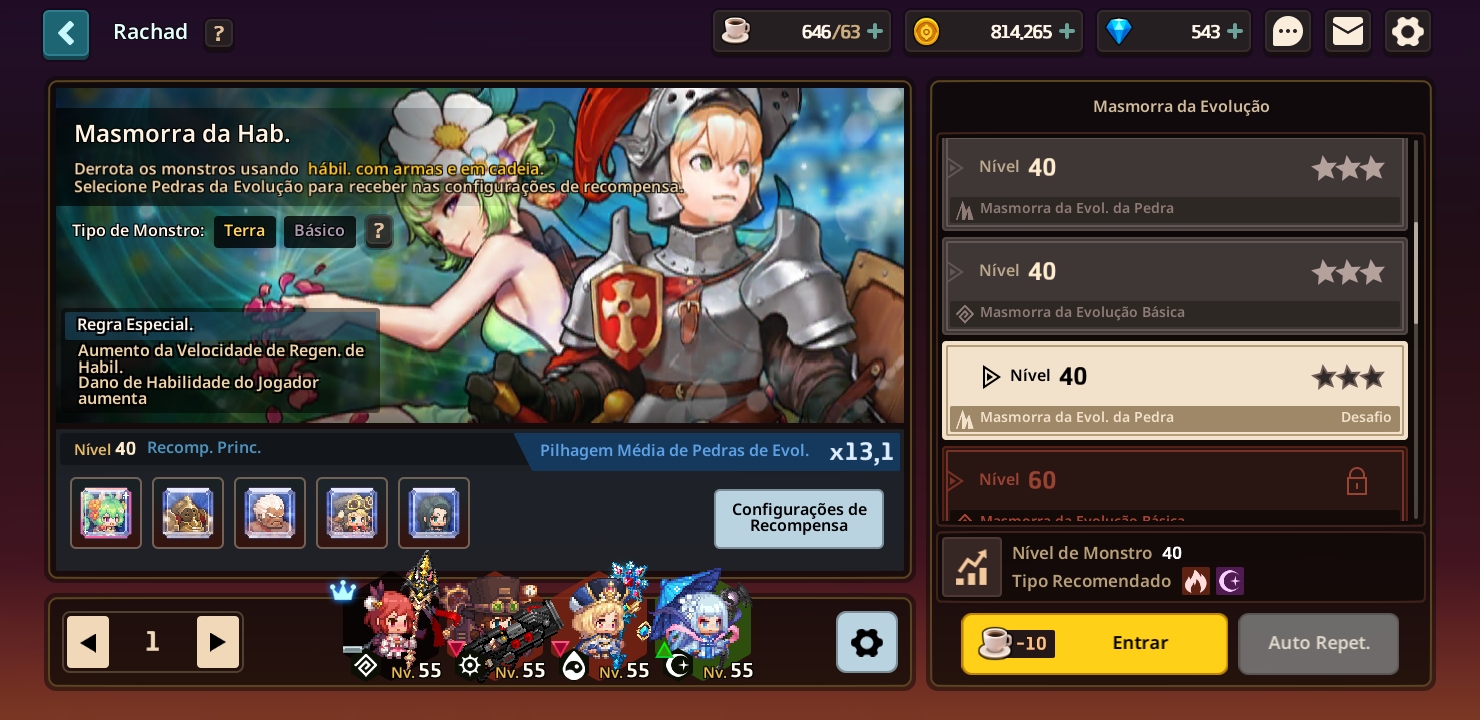 Rachad
?
646/63
814,265
543
Masmorra da Hab.
Derrota os monstros usando hábil. com armas e em cadeia.
Selecione Pedras da Evolução para receber nas configurações de recompensa.
Tipo de Monstro: Terra Básico ?
Regra Especial.
Aumento da Velocidade de Regen. de
Habil.
Dano de Habilidade do Jogador
aumenta
Nível 40 Recomp. Princ.
Pilhagem Média de Pedras de Evol. x13,1
Configurações de
Recompensa
1
Nv. 55
Nv. 55
Nv. 55
Nv. 55
Masmorra da Evolução
Nível 40
Masmorra da Evol. da Pedra
Nível 40
Masmorra da Evolução Básica
Nível 40
Masmorra da Evol. da Pedra Desafio
Nível 60
Masmorra da Evolução Básica
Nível de Monstro 40
Tipo Recomendado
-10 Entrar
Auto Repet.